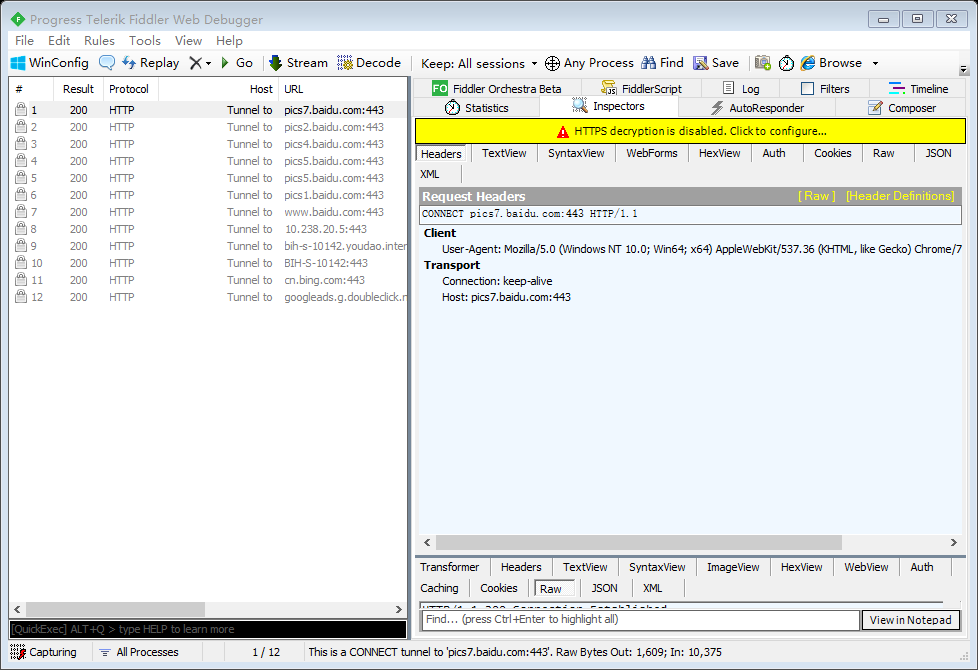 Progress Telerik Fiddler Web Debugger
File Edit Rules Tools View Help
WinConfig Replay Go Stream Decode Keep: All sessions Any Process Find Save Browse
# Result Protocol Host URL
1 200 HTTP Tunnel to pics7.baidu.com:443
2 200 HTTP Tunnel to pics2.baidu.com:443
3 200 HTTP Tunnel to pics4.baidu.com:443
4 200 HTTP Tunnel to pics5.baidu.com:443
5 200 HTTP Tunnel to pics5.baidu.com:443
6 200 HTTP Tunnel to pics1.baidu.com:443
7 200 HTTP Tunnel to www.baidu.com:443
8 200 HTTP Tunnel to 10.238.20.5:443
9 200 HTTP Tunnel to bih-s-10142.youdao.inter
10 200 HTTP Tunnel to BIH-S-10142:443
11 200 HTTP Tunnel to cn.bing.com:443
12 200 HTTP Tunnel to googleads.g.doubleclick.n
[QuickExec] ALT+Q > type HELP to learn more
FO Fiddler Orchestra Beta FiddlerScript Log Filters Timeline
Statistics Inspectors AutoResponder Composer
HTTPS decryption is disabled. Click to configure...
Headers TextView SyntaxView WebForms HexView Auth Cookies Raw JSON
XML
Request Headers [ Raw ] [Header Definitions]
CONNECT pics7.baidu.com:443 HTTP/1.1
Client
User-Agent: Mozilla/5.0 (Windows NT 10.0; Win64; x64) AppleWebKit/537.36 (KHTML, like Gecko) Chrome/7
Transport
Connection: keep-alive
Host: pics7.baidu.com:443
Transformer Headers TextView SyntaxView ImageView HexView WebView Auth
Caching Cookies Raw JSON XML
HTTP/1.1 200 Connection Established
Find... (press Ctrl+Enter to highlight all) View in Notepad
Capturing All Processes 1 / 12 This is a CONNECT tunnel to 'pics7.baidu.com:443'. Raw Bytes Out: 1,609; In: 10,375